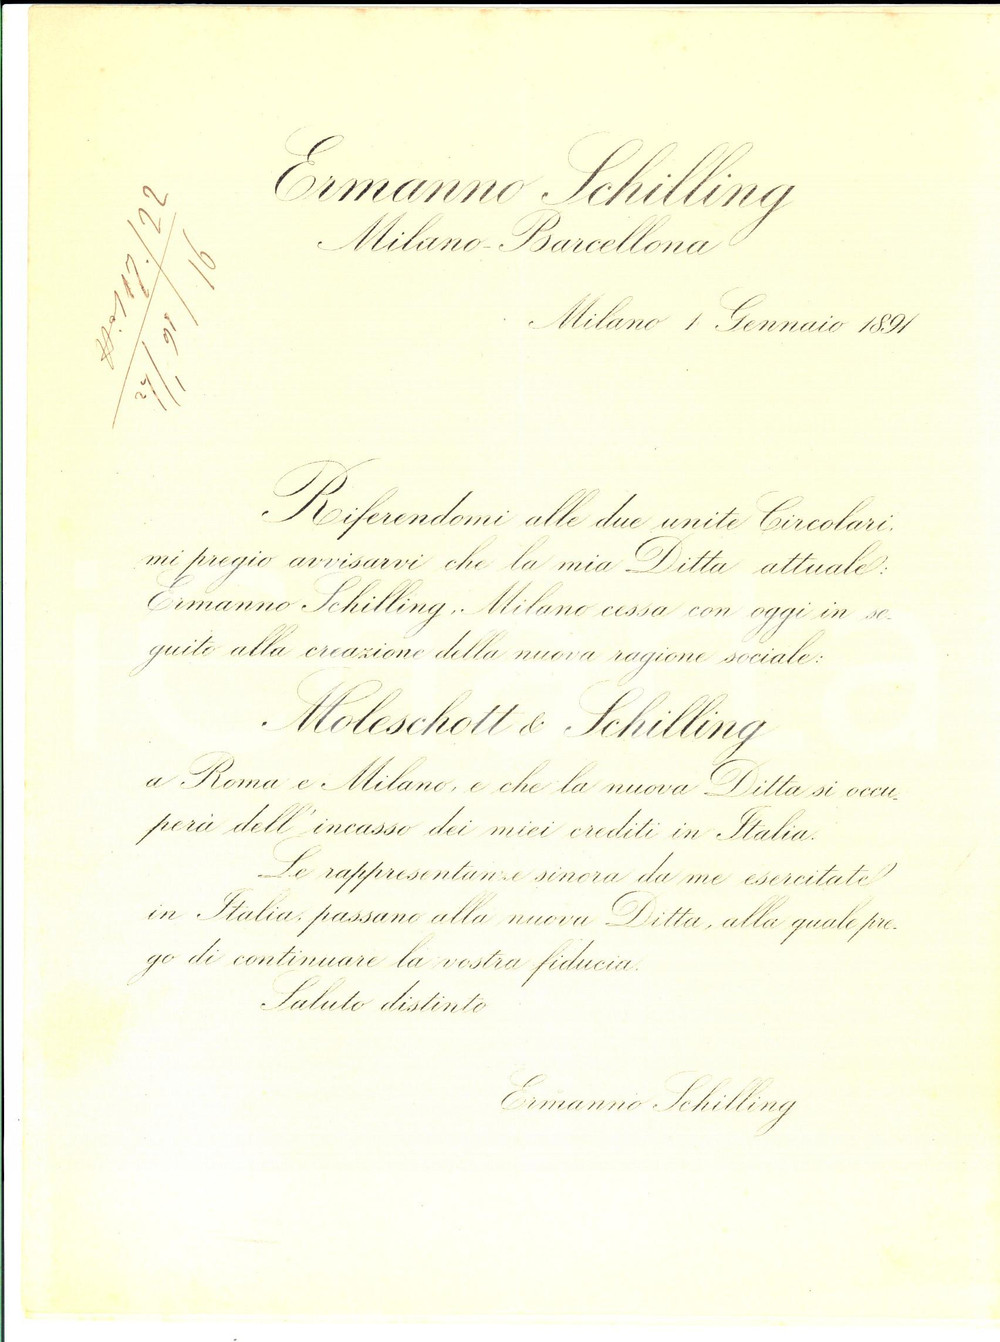 Ermanno Schilling
Milano-Barcellona
Milano 1 Gennaio 1891
Riferendomi alle due unite Circolari,
mi pregio avvisarvi che la mia Ditta attuale:
Ermanno Schilling, Milano cessa con oggi in se-
guito alla creazione della nuova ragione sociale:
Moleschott & Schilling
a Roma e Milano, e che la nuova Ditta si occu-
perà dell'incasso dei miei crediti in Italia.
Le rappresentanze sinora da me esercitate
in Italia, passano alla nuova Ditta, alla quale pre-
go di continuare la vostra fiducia.
Saluto distinto
Ermanno Schilling